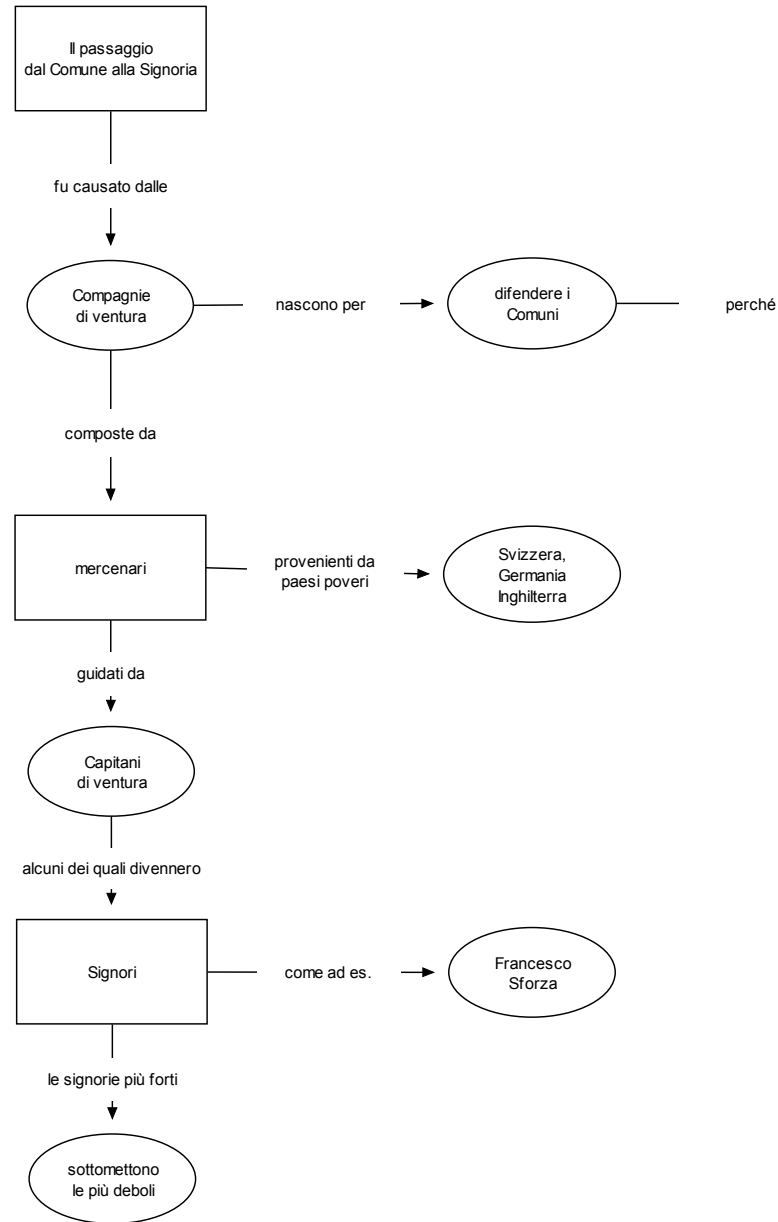 Il passaggio
dal Comune alla Signoria
fu causato dalle
Compagnie
di ventura
nascono per
difendere i
Comuni
perché
composte da
mercenari
provenienti da
paesi poveri
Svizzera,
Germania
Inghilterra
guidati da
Capitani
di ventura
alcuni dei quali divennero
Signori
come ad es.
Francesco
Sforza
le signorie più forti
sottomettono
le più deboli